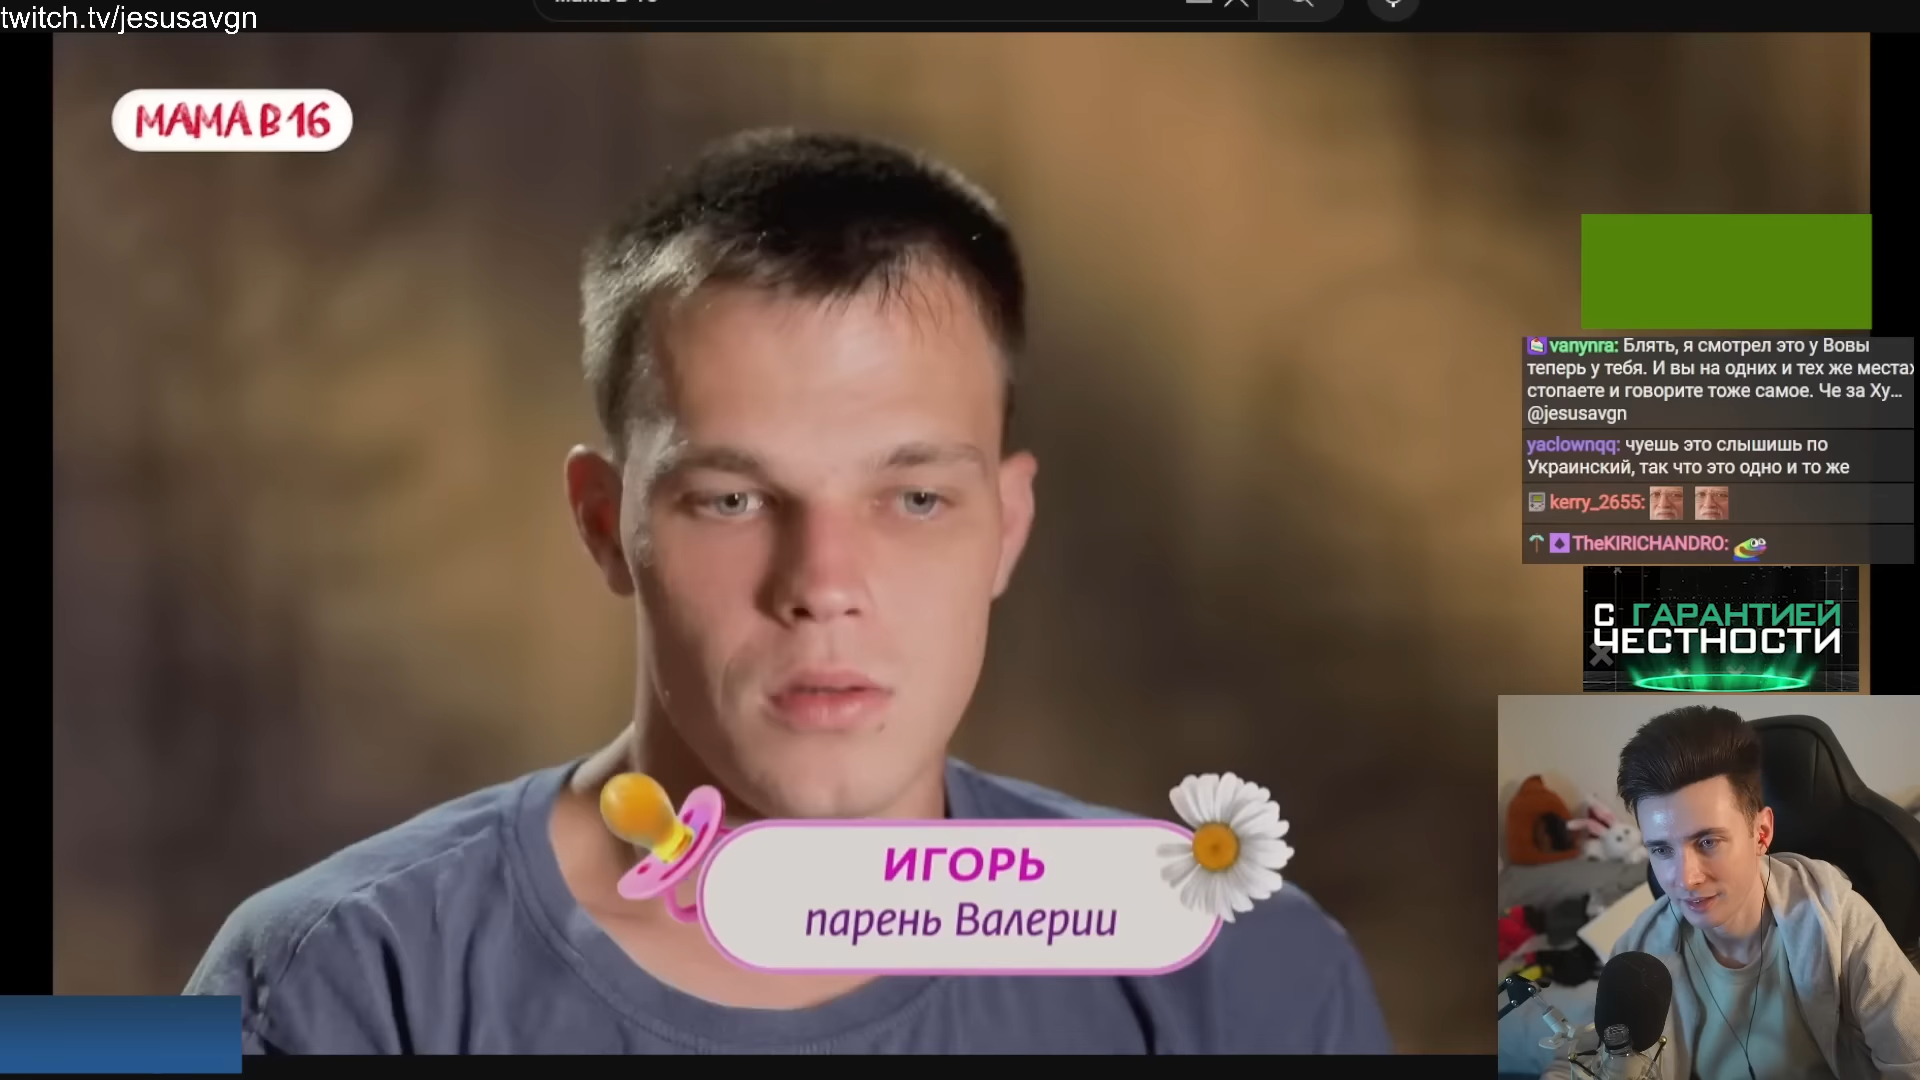 twitch.tv/jesusavgn
МАМА В 16
vanynra: Блять, я смотрел это у Вовы
теперь у тебя. И вы на одних и тех же местах
стопаете и говорите тоже самое. Че за Ху...
@jesusavgn
yaclownqq: чуешь это слышишь по
Украинский, так что это одно и то же
kerry_2655:
TheKIRICHANDRO:
С ГАРАНТИЕЙ
ЧЕСТНОСТИ
ИГОРЬ
парень Валерии